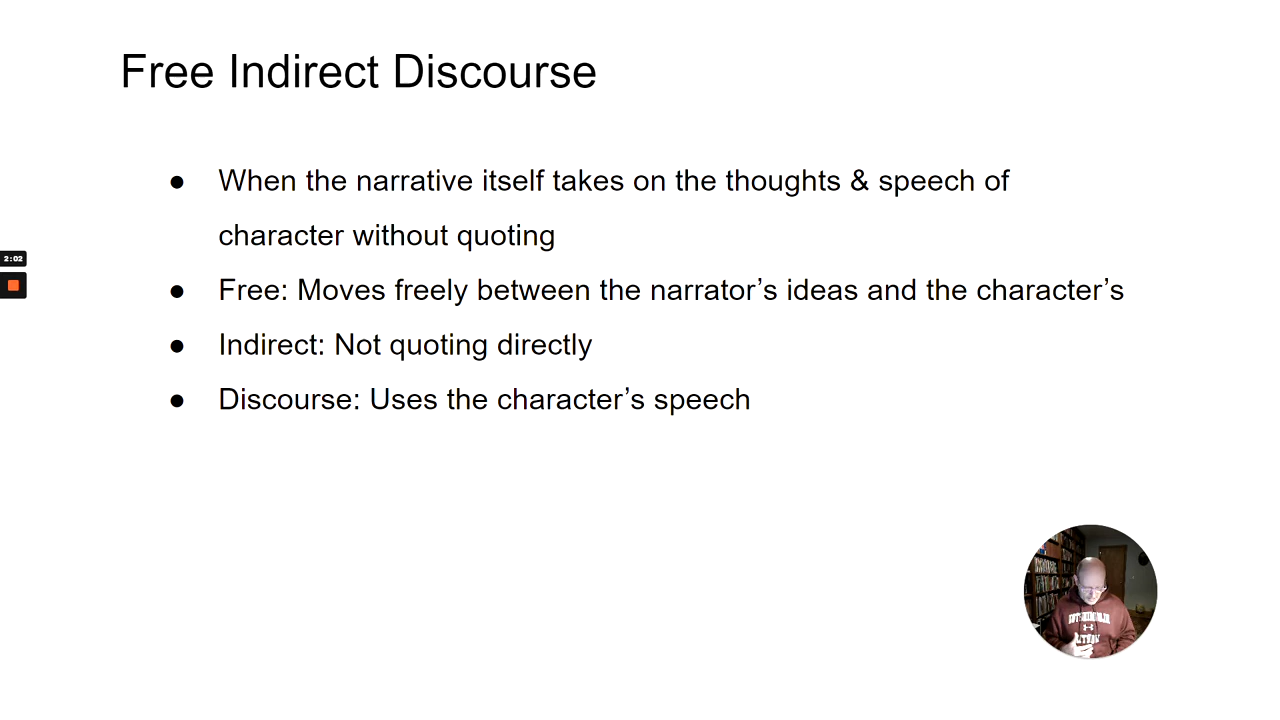 Free Indirect Discourse
● When the narrative itself takes on the thoughts & speech of
character without quoting
● Free: Moves freely between the narrator’s ideas and the character’s
● Indirect: Not quoting directly
● Discourse: Uses the character’s speech
2:02